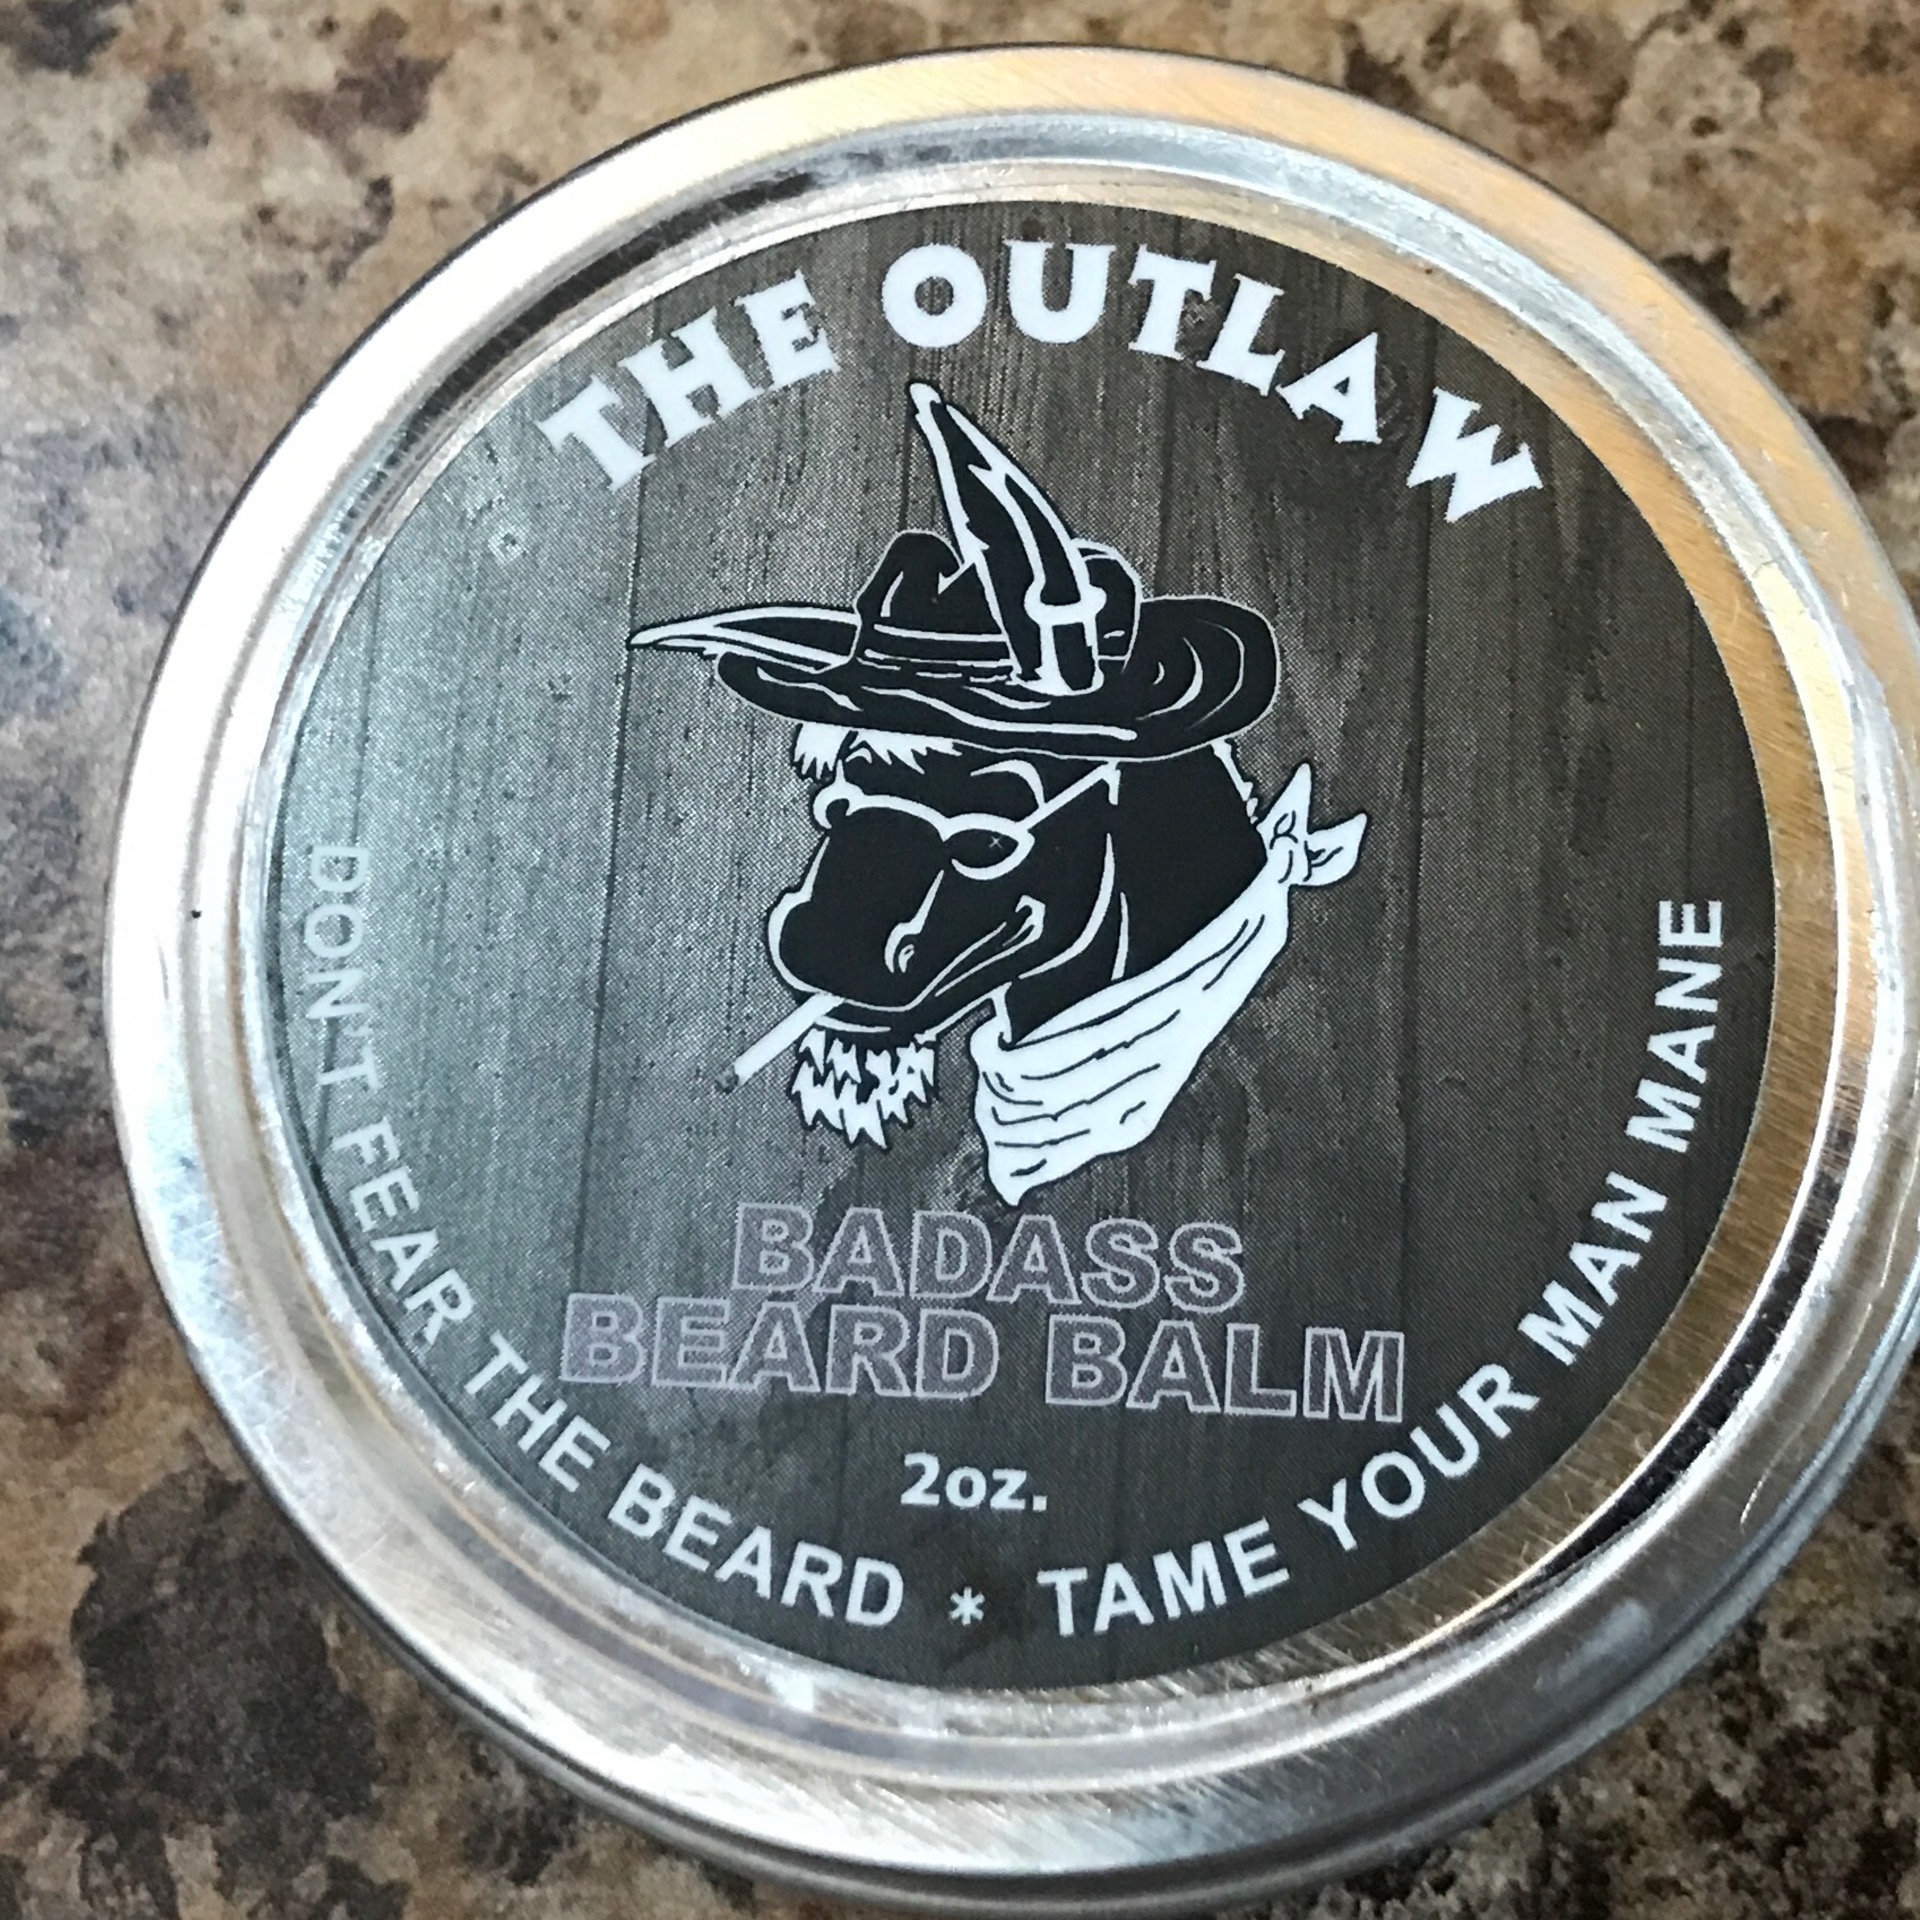 THE OUTLAW
BADASS
BEARD BALM
2oz.
DON'T FEAR THE BEARD * TAME YOUR MAN MANE